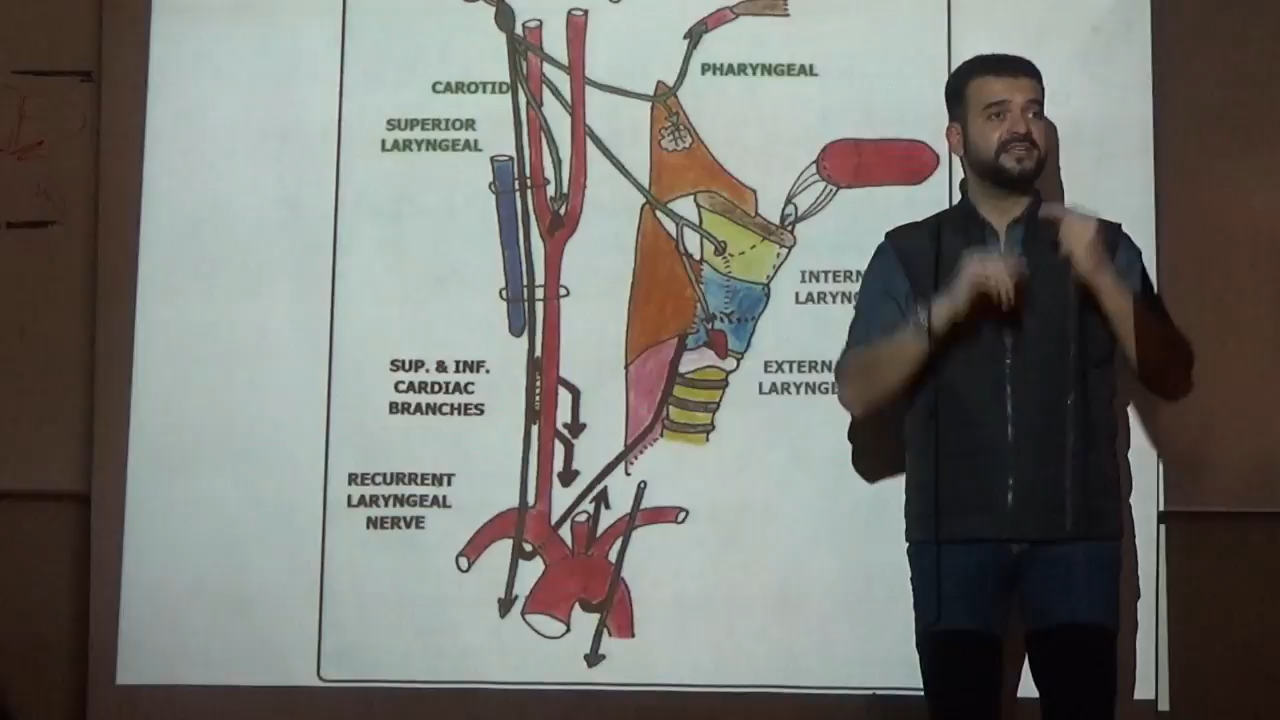 PHARYNGEAL
CAROTID
SUPERIOR
LARYNGEAL
SUP. & INF.
CARDIAC
BRANCHES
RECURRENT
LARYNGEAL
NERVE